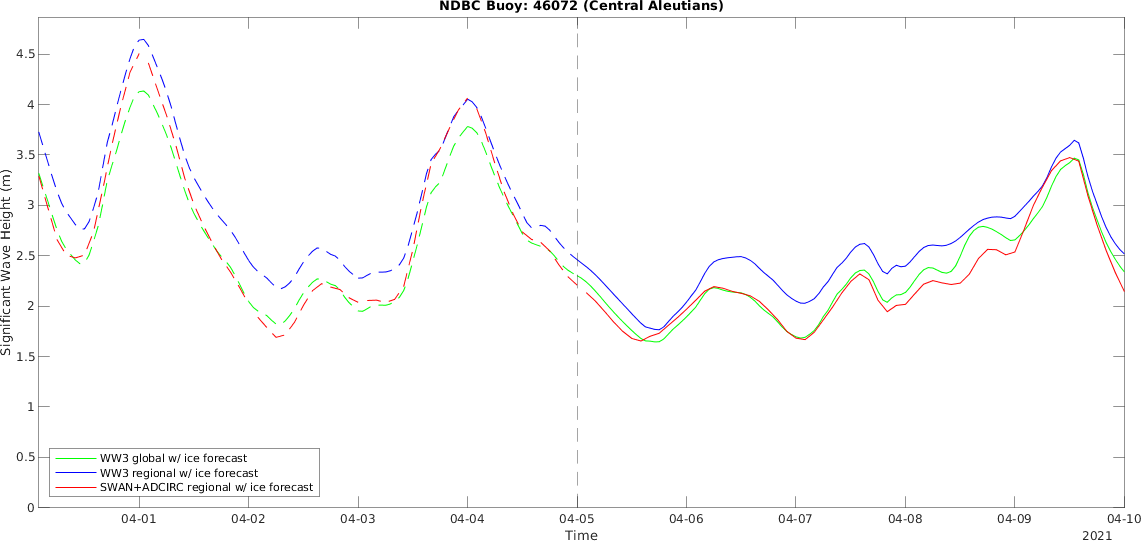 NDBC Buoy: 46072 (Central Aleutians)
4.5
4
3.5
3
2.5
2
1.5
1
0.5
0
Significant Wave Height (m)
WW3 global w/ ice forecast
WW3 regional w/ ice forecast
SWAN+ADCIRC regional w/ ice forecast
04-01 04-02 04-03 04-04 04-05 04-06 04-07 04-08 04-09 04-10
Time
2021